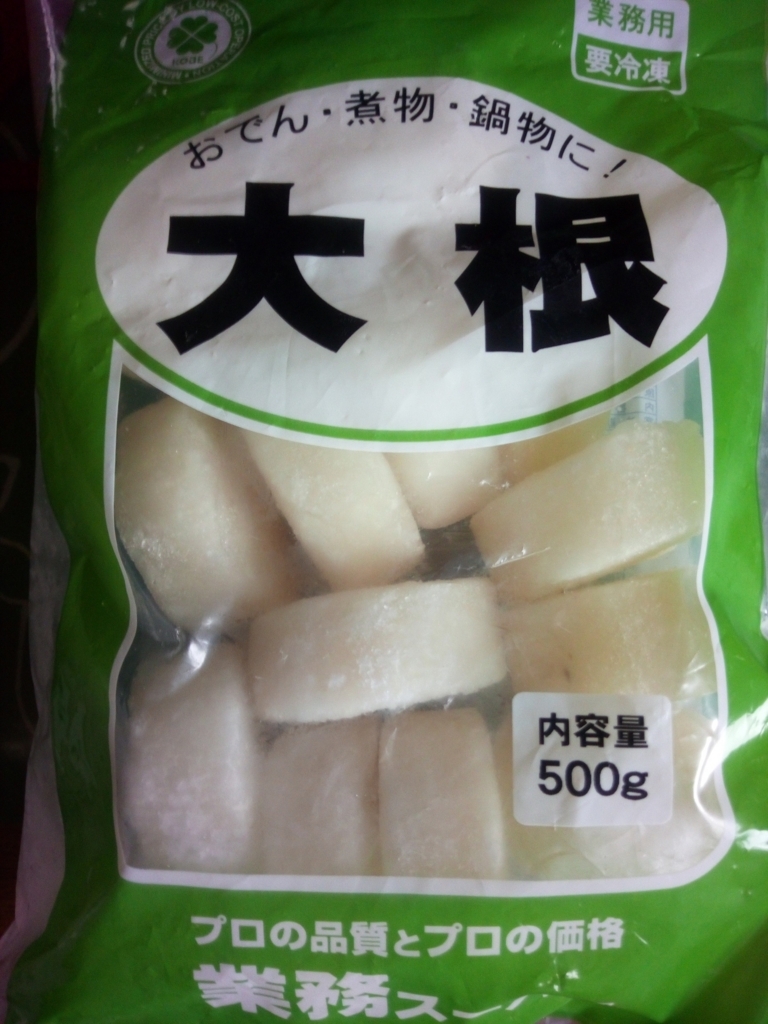 業務用
要冷凍
おでん・煮物・鍋物に!
大根
内容量
500g
プロの品質とプロの価格
業務スー